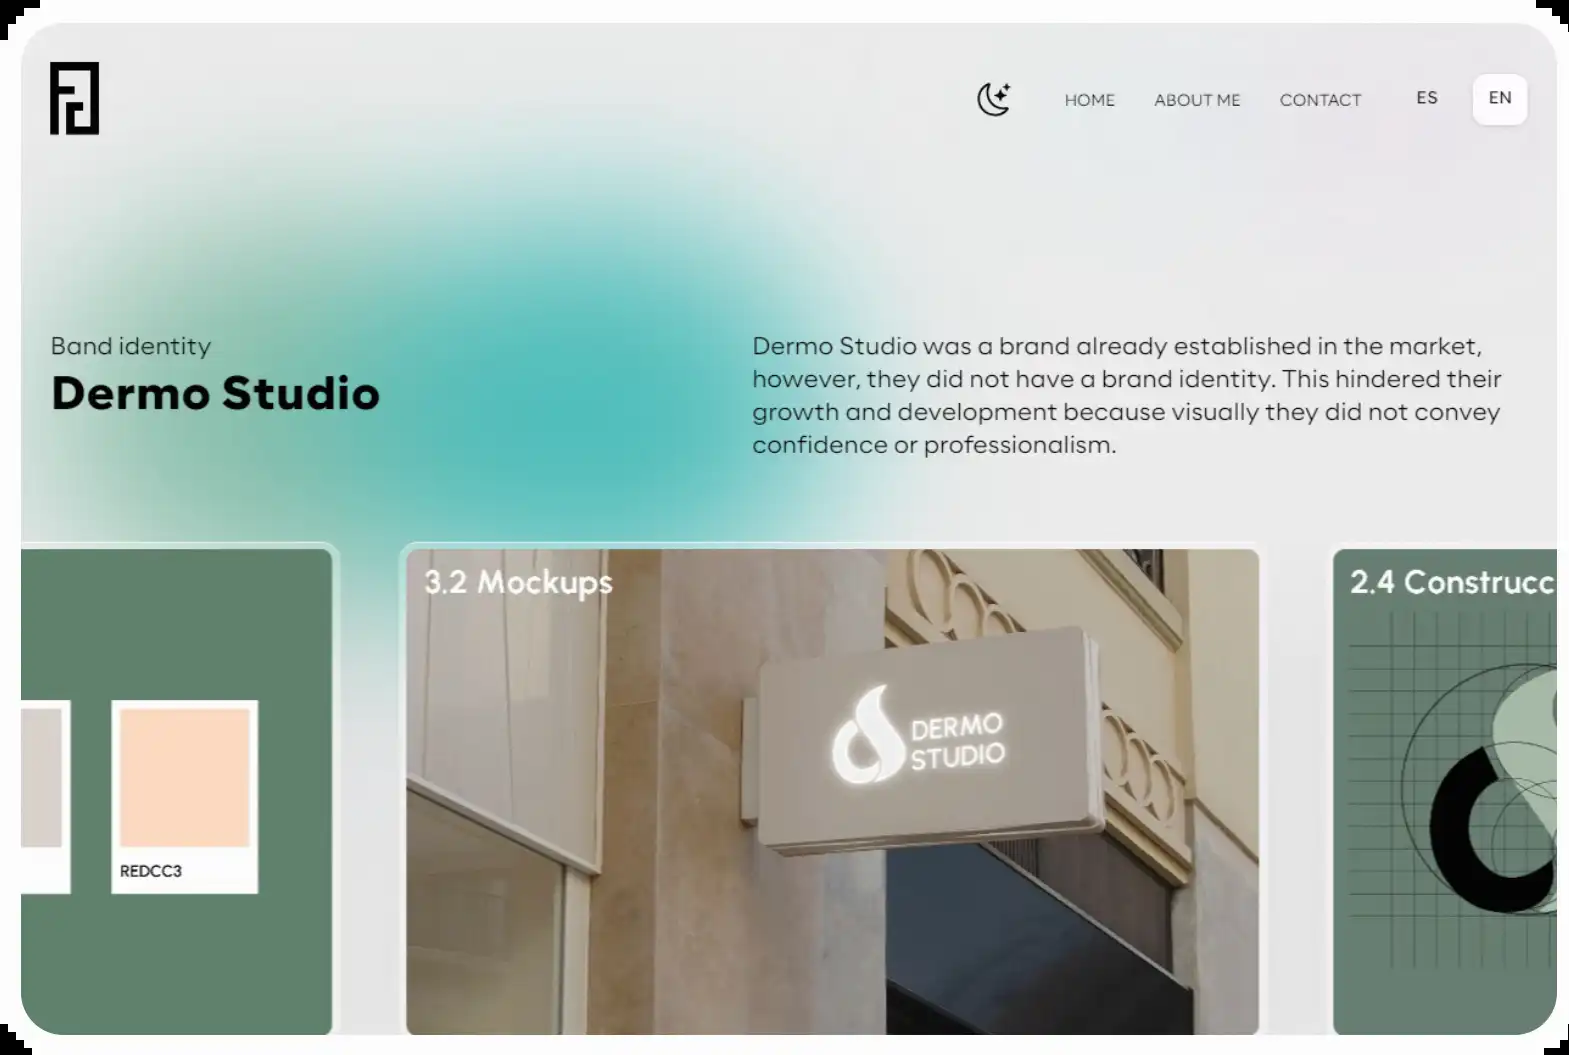 HOME
ABOUT ME
CONTACT
ES
EN
Band identity
Dermo Studio
Dermo Studio was a brand already established in the market,
however, they did not have a brand identity. This hindered their
growth and development because visually they did not convey
confidence or professionalism.
REDCC3
3.2 Mockups
DERMO
STUDIO
2.4 Construcc